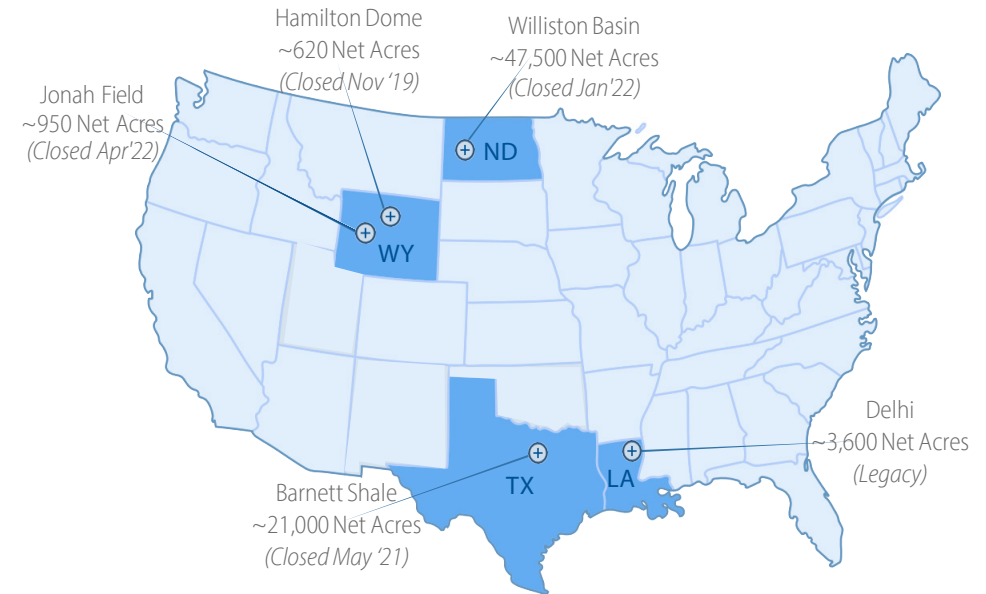 Hamilton Dome
~620 Net Acres
(Closed Nov ‘19)
Williston Basin
~47,500 Net Acres
(Closed Jan'22)
Jonah Field
~950 Net Acres
(Closed Apr'22)
ND
WY
Delhi
~3,600 Net Acres
(Legacy)
TX
LA
Barnett Shale
~21,000 Net Acres
(Closed May ‘21)